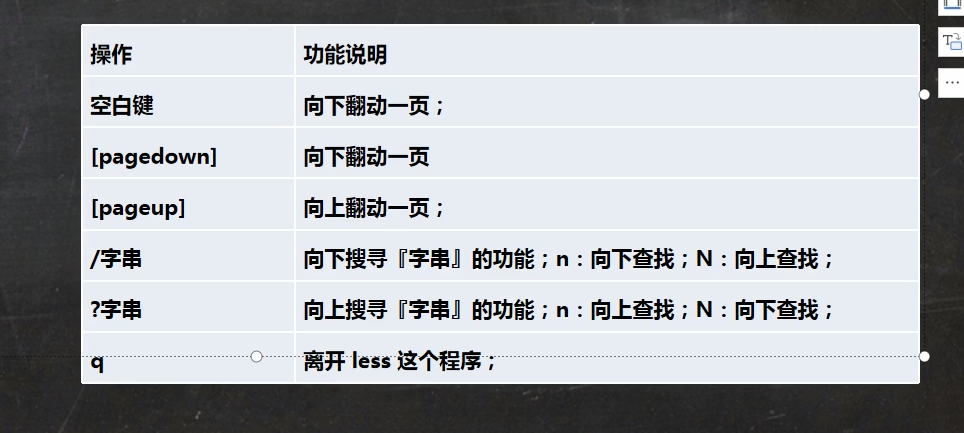 操作 功能说明
空白键 向下翻动一页；
[pagedown] 向下翻动一页
[pageup] 向上翻动一页；
/字串 向下搜寻『字串』的功能；n：向下查找；N：向上查找；
?字串 向上搜寻『字串』的功能；n：向上查找；N：向下查找；
q 离开 less 这个程序；